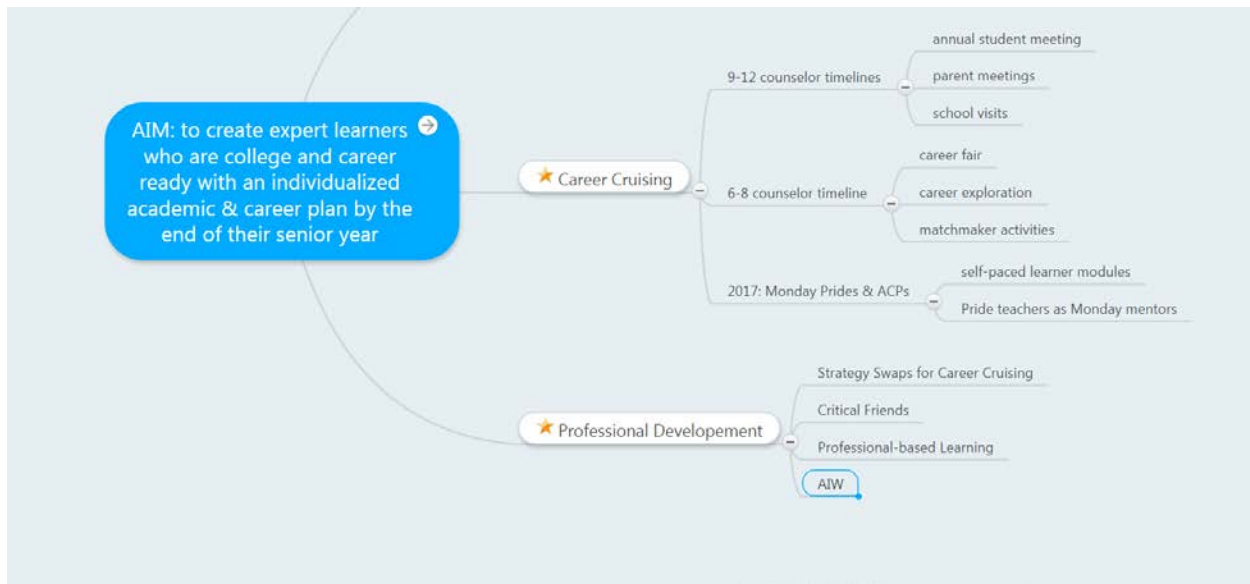 AIM: to create expert learners
who are college and career
ready with an individualized
academic & career plan by the
end of their senior year
Career Cruising
9-12 counselor timelines
annual student meeting
parent meetings
school visits
6-8 counselor timeline
career fair
career exploration
matchmaker activities
2017: Monday Prides & ACPs
self-paced learner modules
Pride teachers as Monday mentors
Professional Developement
Strategy Swaps for Career Cruising
Critical Friends
Professional-based Learning
AIW